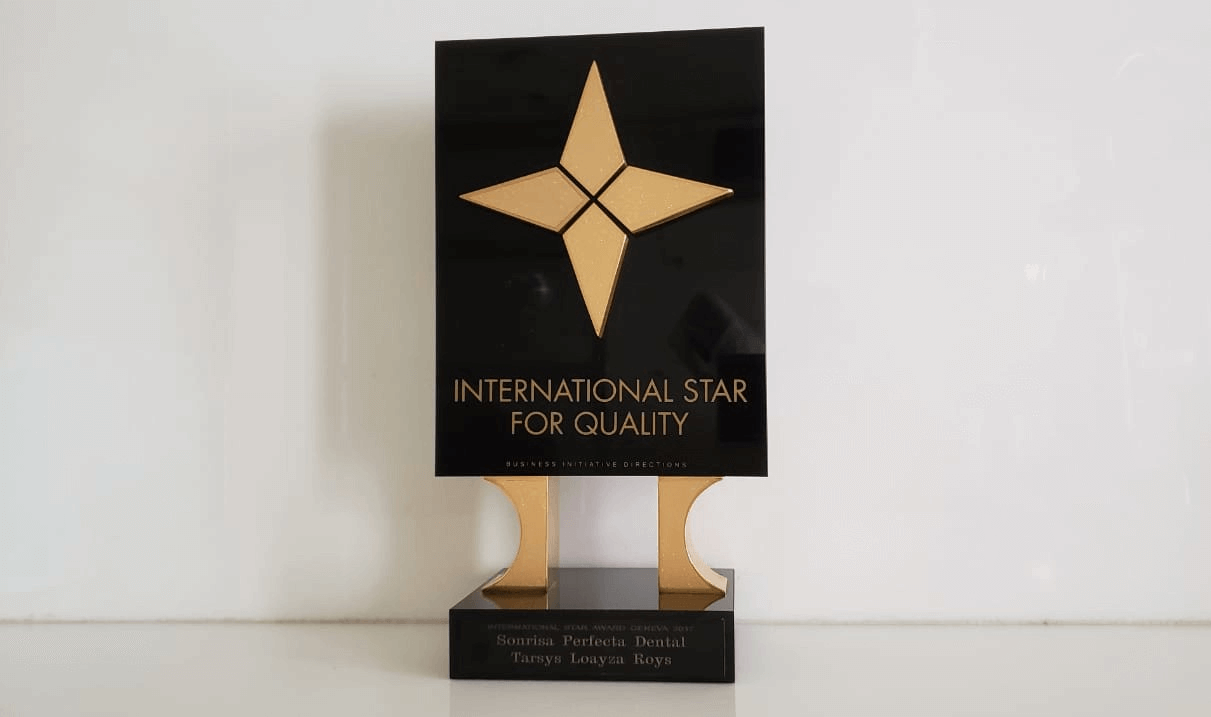 INTERNATIONAL STAR
FOR QUALITY
BUSINESS INITIATIVE DIRECTIONS
INTERNATIONAL STAR AWARD GENEVA 2017
Sonrisa Perfecta Dental
Tarsys Loayza Roys